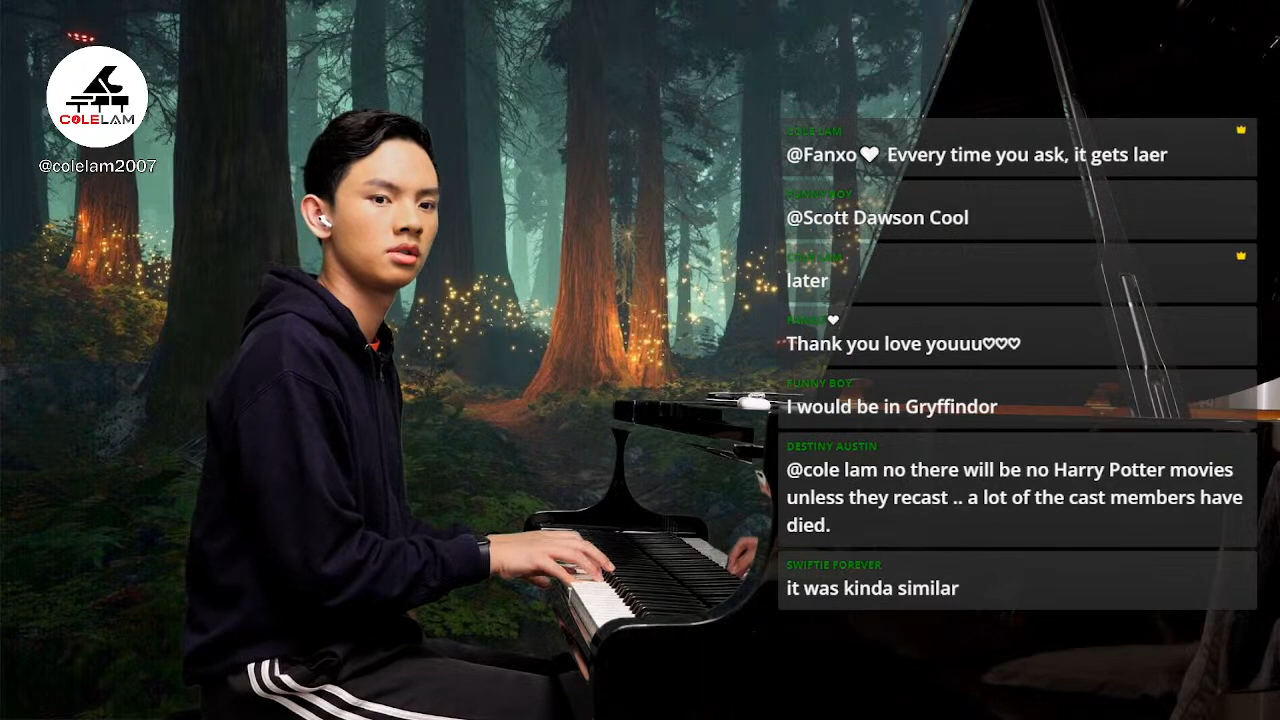 COLELAM
@colelam2007
COLE LAM
@Fanxo🤍 Evvery time you ask, it gets laer
FUNNY BOY
@Scott Dawson Cool
COLE LAM
later
Thank you love youuu♡♡♡
FUNNY BOY
I would be in Gryffindor
DESTINY AUSTIN
@cole lam no there will be no Harry Potter movies
unless they recast .. a lot of the cast members have
died.
SWIFTIE FOREVER
it was kinda similar